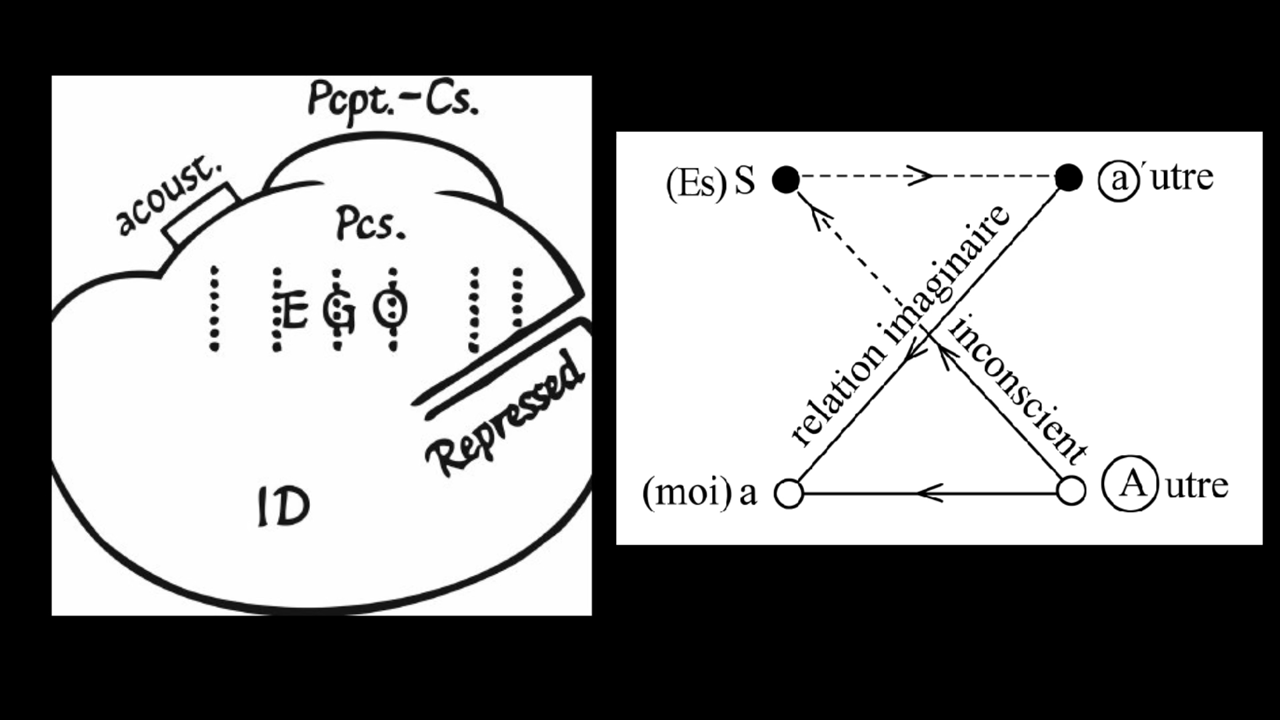 Pcpt.-Cs.
acoust.
Pcs.
EGO
Repressed
ID
(Es) S
a'utre
relation imaginaire
inconscient
(moi) a
Autre